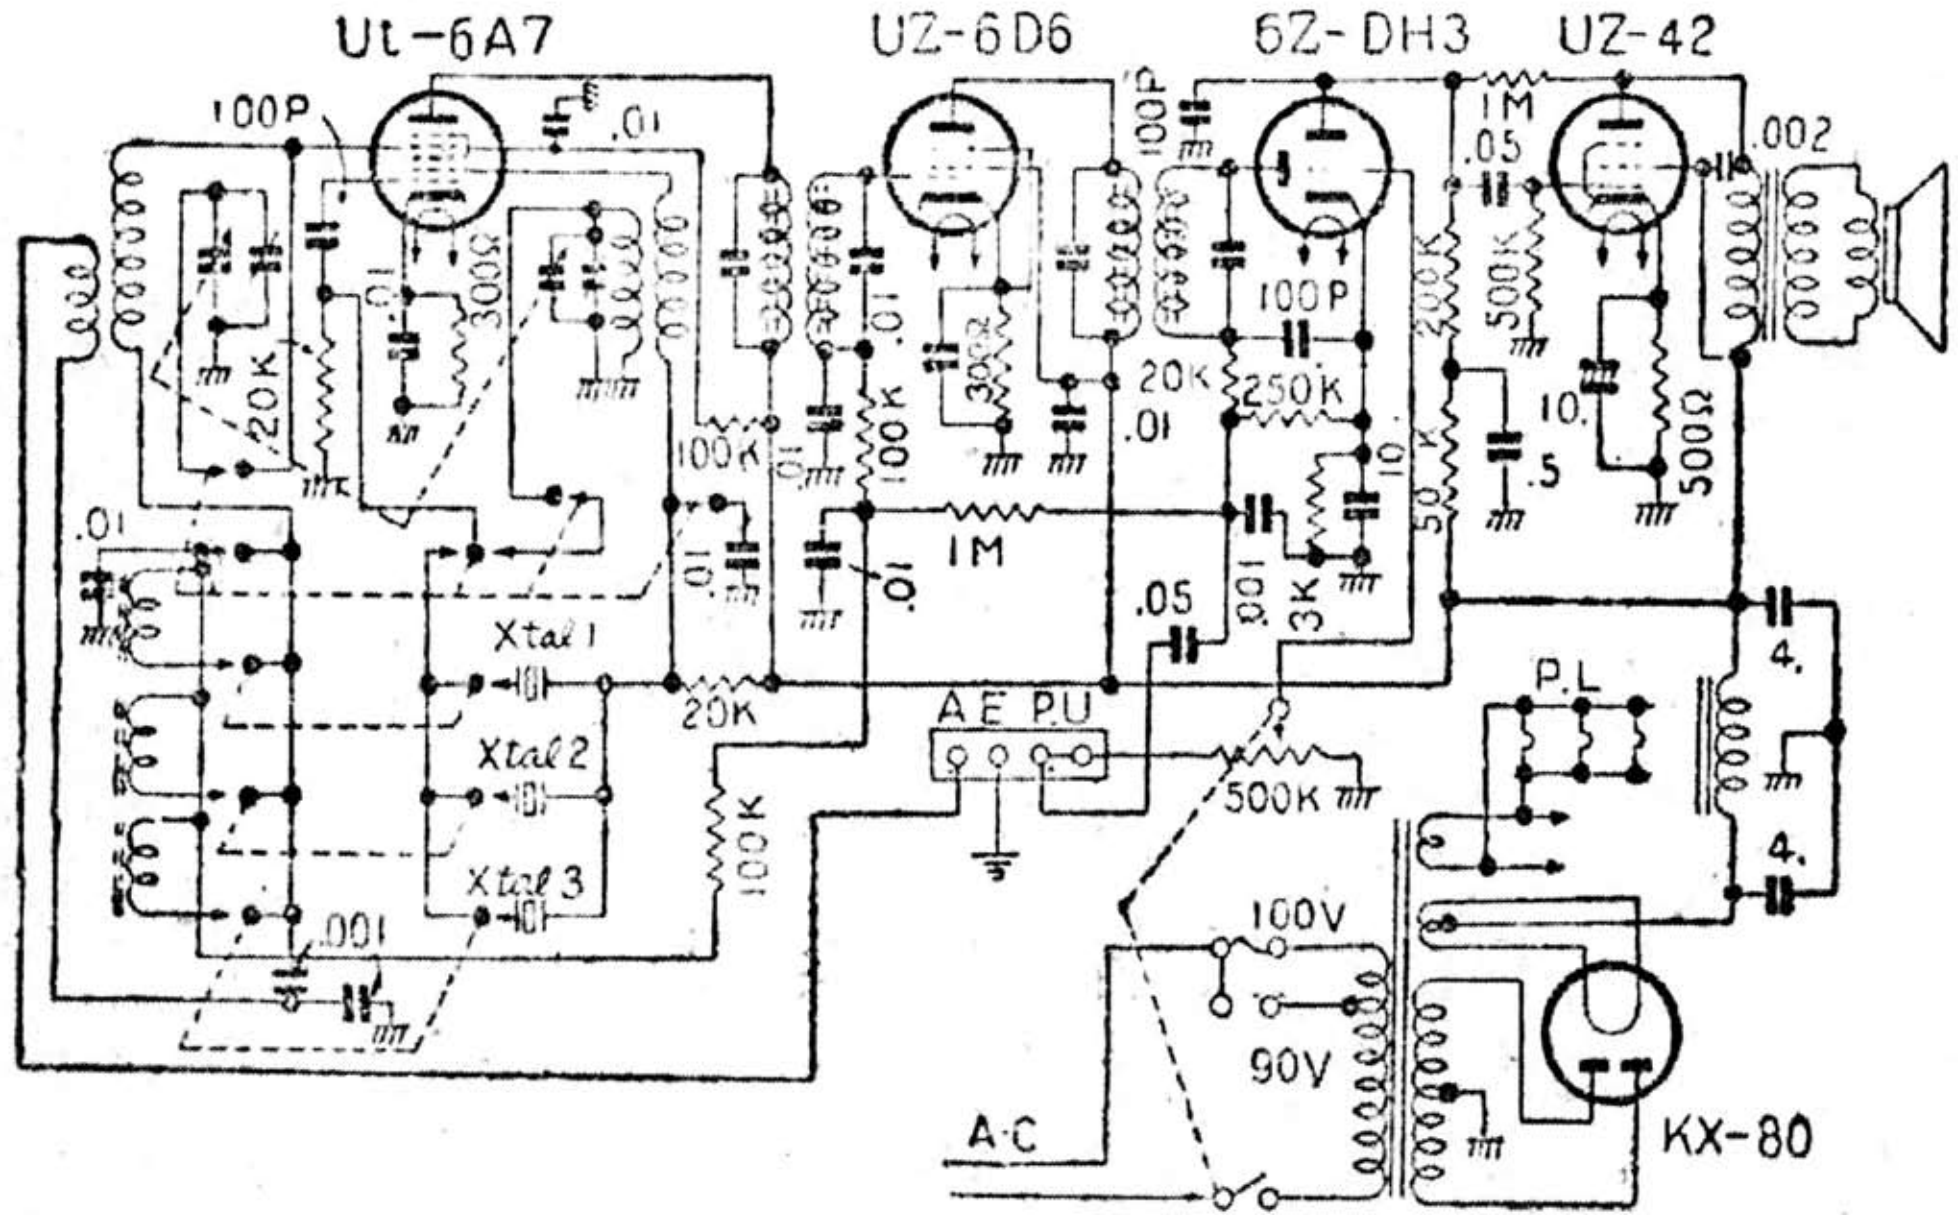 Ut-6A7
UZ-6D6
6Z-DH3
UZ-42
100P
.01
100P
1M
.002
.05
.01
300Ω
20K
.01
300Ω
100P
200K
500K
100K
.01
100K
20K
250K
.01
10.
10.
500Ω
.5
50K
.01
.01
.01
1M
.001
3K
.05
Xtal 1
20K
A E P.U
P.L
4.
Xtal 2
500K
100K
Xtal 3
4.
.001
100V
90V
A-C
KX-80